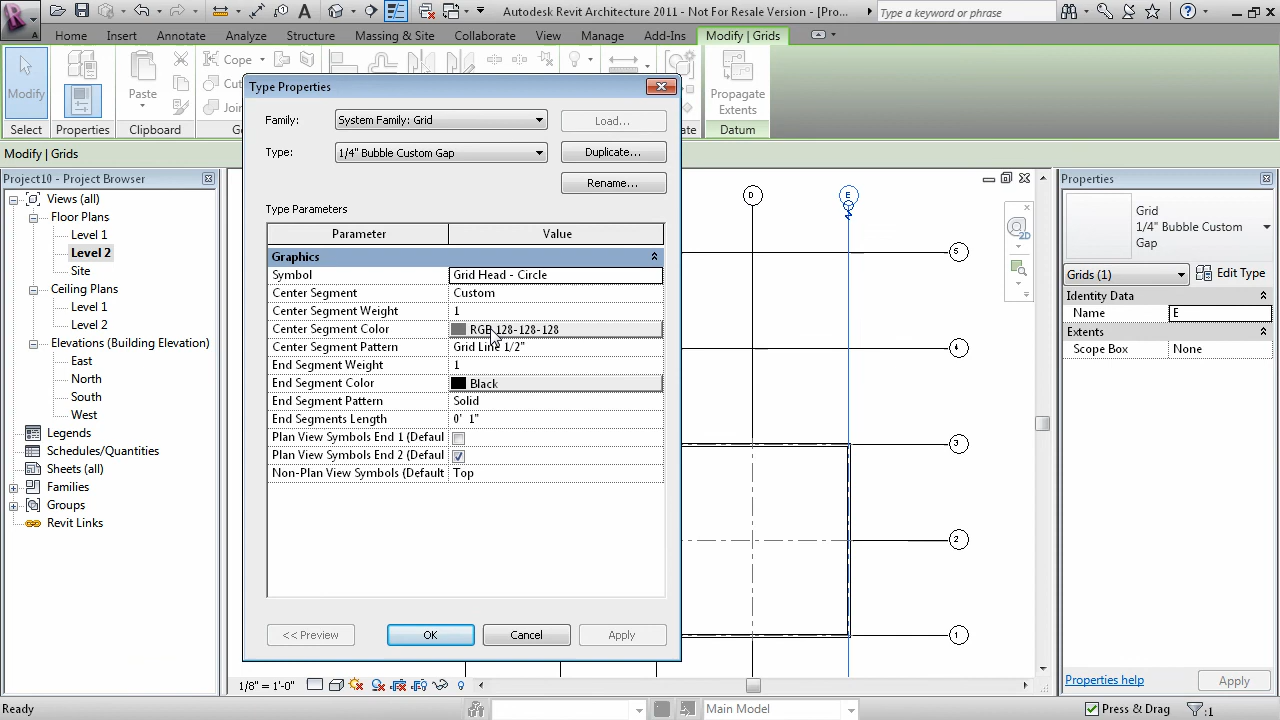 Autodesk Revit Architecture 2011 - Not For Resale Version - [Pro...
Type a keyword or phrase
Home Insert Annotate Analyze Structure Massing & Site Collaborate View Manage Add-Ins Modify | Grids
Modify
Paste
Cope
Cu
Join
Propagate
Extents
Select Properties Clipboard Ge ate Datum
Modify | Grids
Project10 - Project Browser
Views (all)
Floor Plans
Level 1
Level 2
Site
Ceiling Plans
Level 1
Level 2
Elevations (Building Elevation)
East
North
South
West
Legends
Schedules/Quantities
Sheets (all)
Families
Groups
Revit Links
Type Properties
Family: System Family: Grid Load...
Type: 1/4" Bubble Custom Gap Duplicate...
Rename...
Type Parameters
Parameter Value
Graphics
Symbol Grid Head - Circle
Center Segment Custom
Center Segment Weight 1
Center Segment Color RGB 128-128-128
Center Segment Pattern Grid Line 1/2"
End Segment Weight 1
End Segment Color Black
End Segment Pattern Solid
End Segments Length 0' 1"
Plan View Symbols End 1 (Defaul
Plan View Symbols End 2 (Defaul
Non-Plan View Symbols (Default Top
<< Preview OK Cancel Apply
D E
5
4
3
2
1
2D
Properties
Grid
1/4" Bubble Custom
Gap
Grids (1) Edit Type
Identity Data
Name E
Extents
Scope Box None
Properties help Apply
1/8" = 1'-0"
Ready Main Model Press & Drag :1